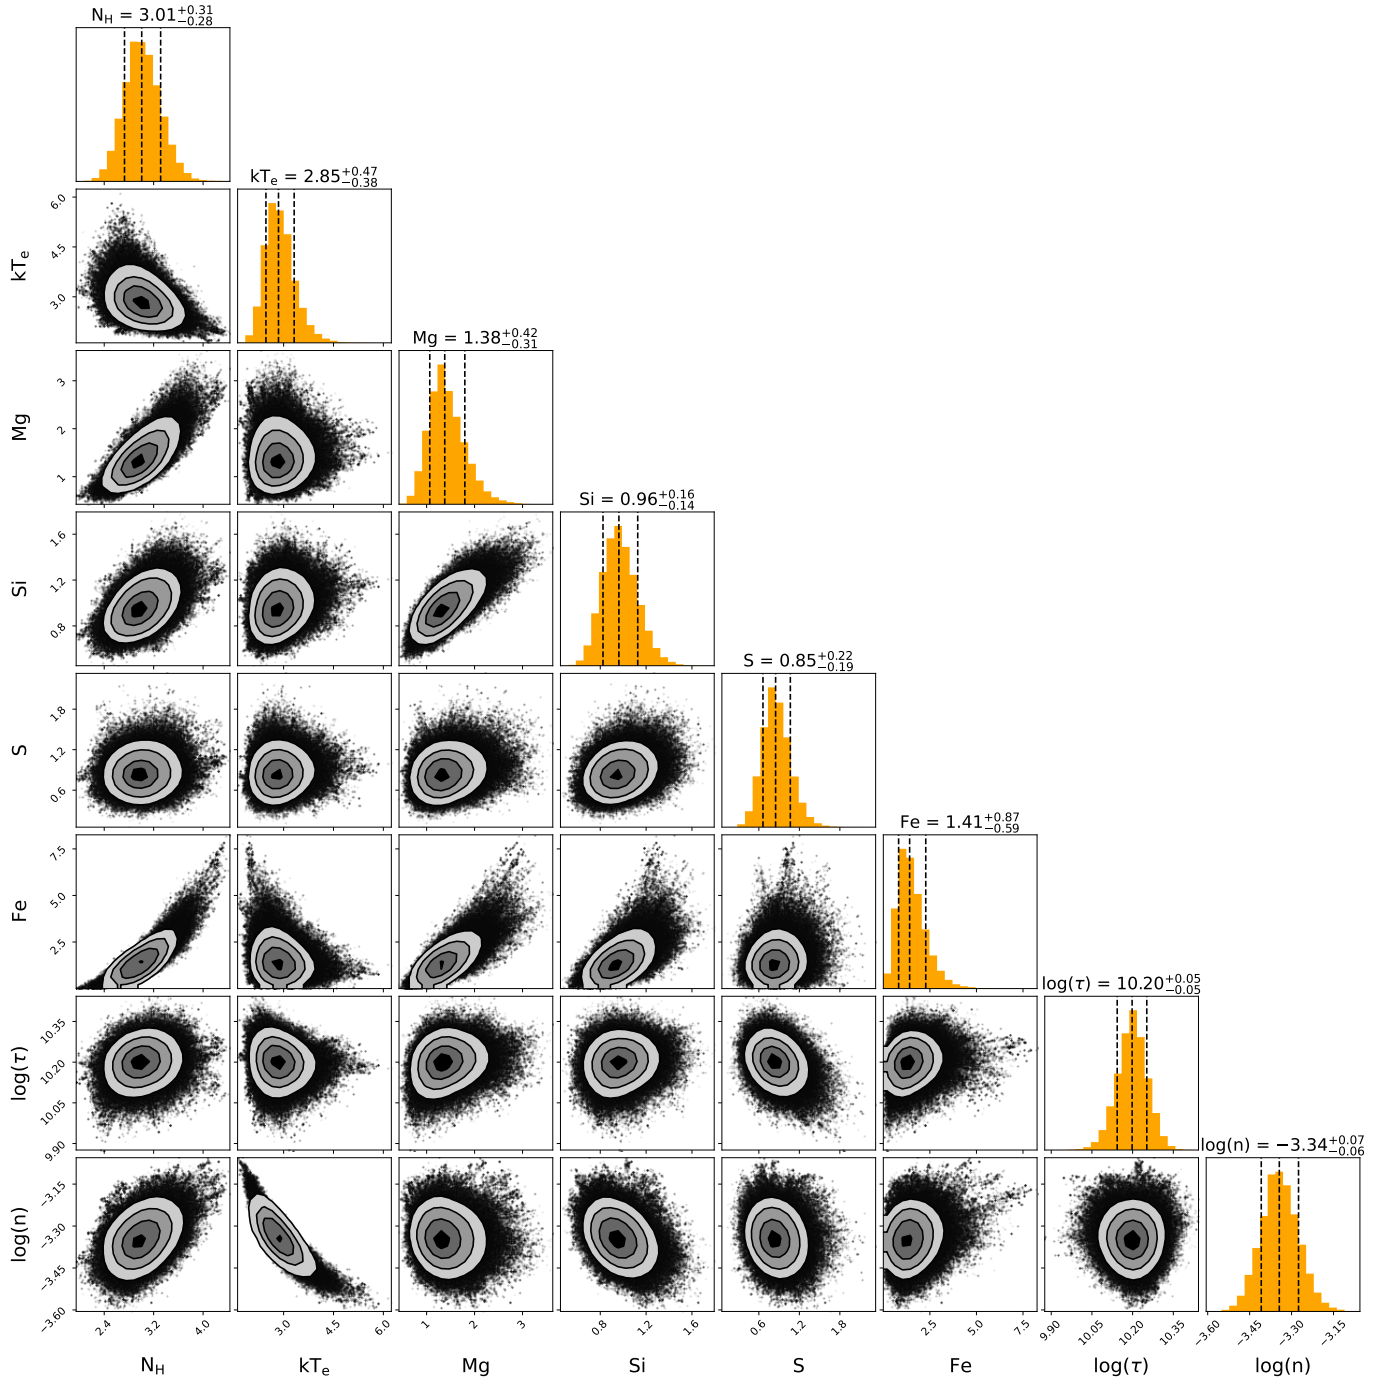 N_H = 3.01^{+0.31}_{-0.28}
kT_e = 2.85^{+0.47}_{-0.38}
6.0
4.5
3.0
kT_e
Mg = 1.38^{+0.42}_{-0.31}
3
2
1
Mg
Si = 0.96^{+0.16}_{-0.14}
1.6
1.2
0.8
Si
S = 0.85^{+0.22}_{-0.19}
1.8
1.2
0.6
S
Fe = 1.41^{+0.87}_{-0.59}
7.5
5.0
2.5
Fe
log(τ) = 10.20^{+0.05}_{-0.05}
10.35
10.20
10.05
9.90
log(τ)
log(n) = −3.34^{+0.07}_{-0.06}
−3.15
−3.30
−3.45
−3.60
log(n)
2.4 3.2 4.0 3.0 4.5 6.0 1 2 3 0.8 1.2 1.6 0.6 1.2 1.8 2.5 5.0 7.5 9.90 10.05 10.20 10.35 −3.60 −3.45 −3.30 −3.15
N_H kT_e Mg Si S Fe log(τ) log(n)